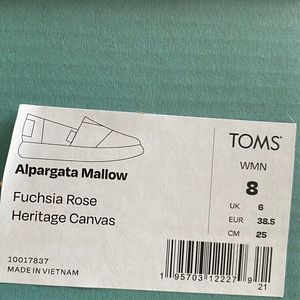 TOMS
Alpargata Mallow
Fuchsia Rose
Heritage Canvas
10017837
MADE IN VIETNAM
WMN
8
UK 6
EUR 38.5
CM 25
1 95703 12227 9
21